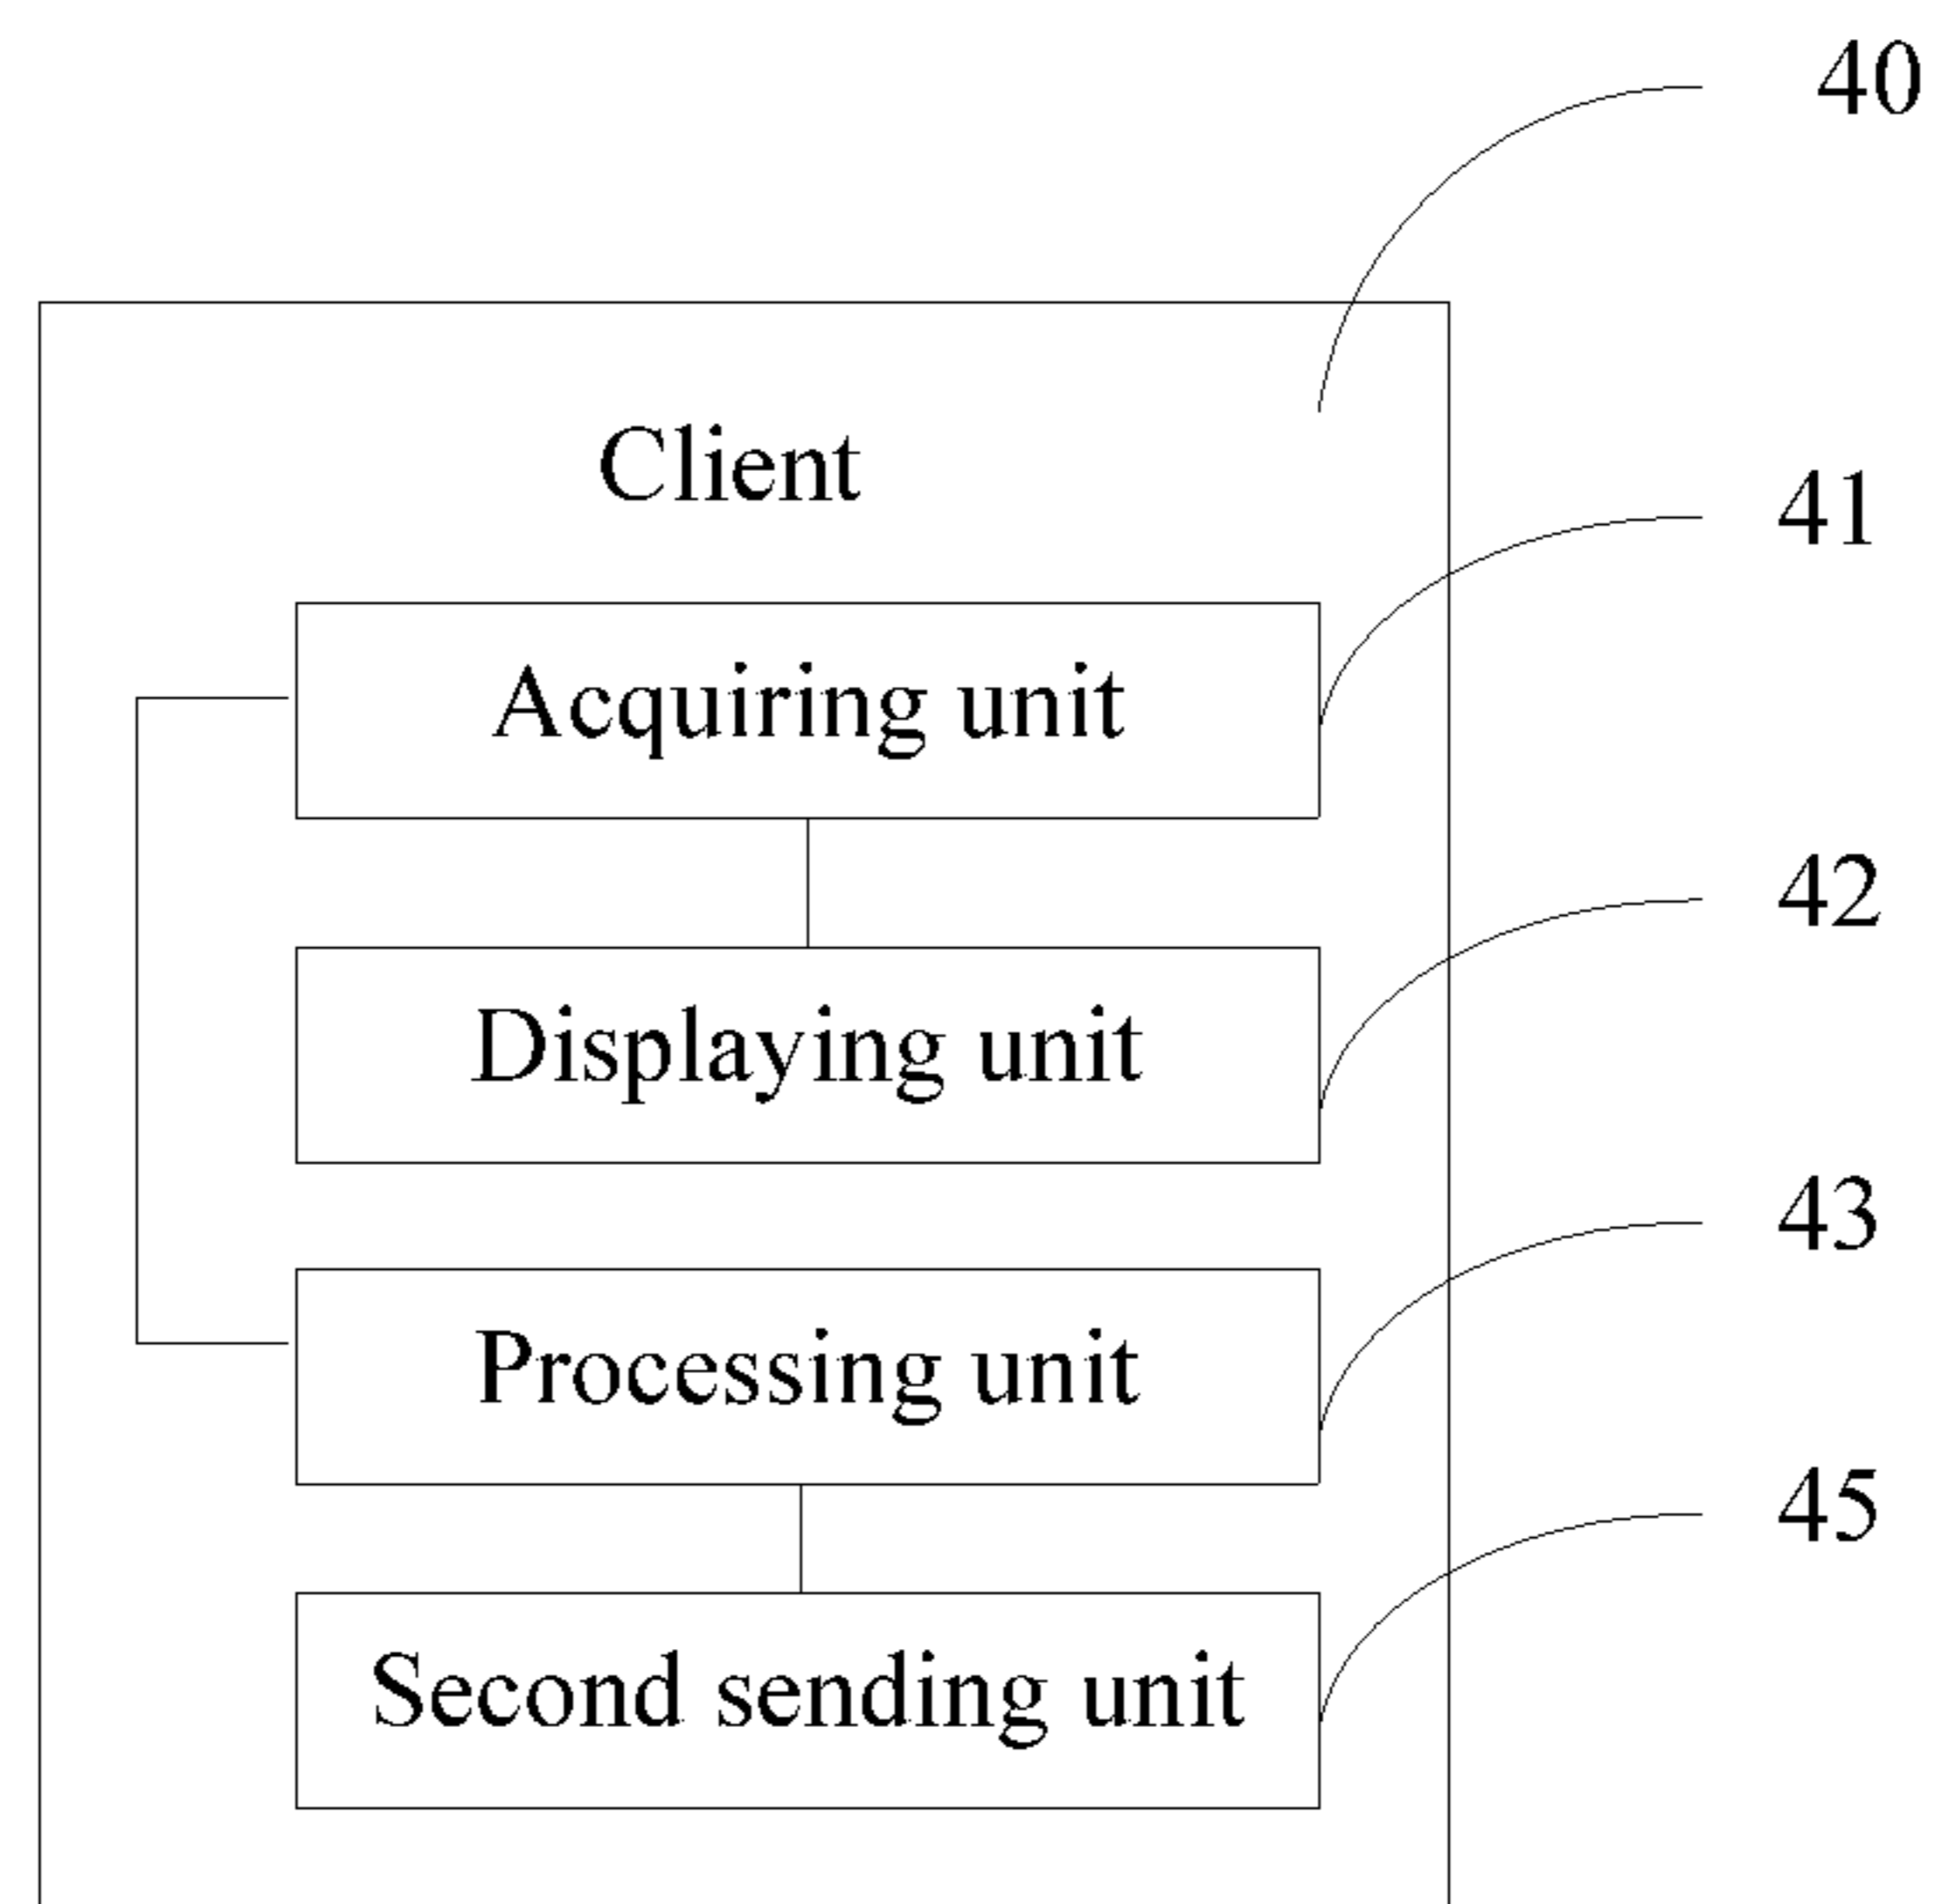 40
Client
41
Acquiring unit
42
Displaying unit
43
Processing unit
45
Second sending unit